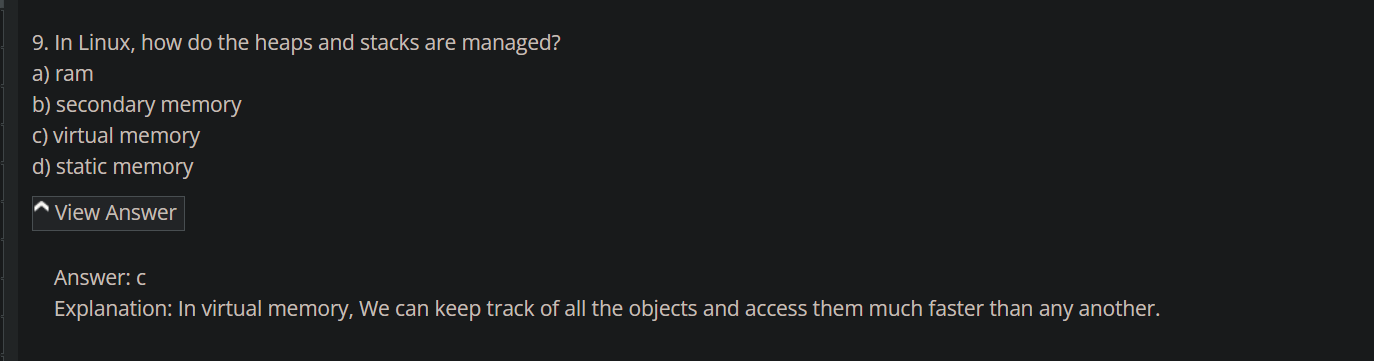 9. In Linux, how do the heaps and stacks are managed?
a) ram
b) secondary memory
c) virtual memory
d) static memory
View Answer
Answer: c
Explanation: In virtual memory, We can keep track of all the objects and access them much faster than any another.